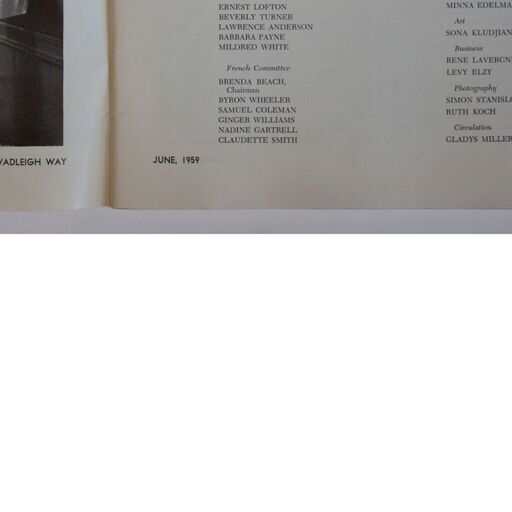 ERNEST LOFTON
BEVERLY TURNER
LAWRENCE ANDERSON
BARBARA PAYNE
MILDRED WHITE
French Committee
BRENDA BEACH,
Chairman
BYRON WHEELER
SAMUEL COLEMAN
GINGER WILLIAMS
NADINE GARTRELL
CLAUDETTE SMITH
MINNA EDELMA
Art
SONA KLUDJIAN
Business
RENE LAVERGN
LEVY ELZY
Photography
SIMON STANISLO
RUTH KOCH
Circulation
GLADYS MILLER
VADLEIGH WAY
JUNE, 1959